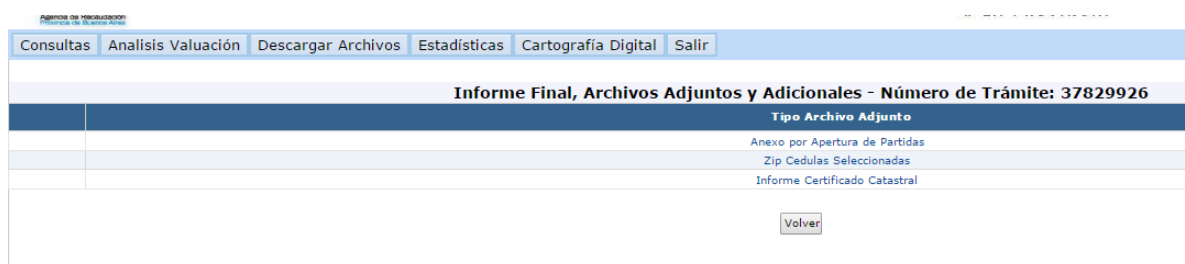 Agencia de Recaudación
Provincia de Buenos Aires
Consultas Analisis Valuación Descargar Archivos Estadísticas Cartografía Digital Salir
Informe Final, Archivos Adjuntos y Adicionales - Número de Trámite: 37829926
Tipo Archivo Adjunto
Anexo por Apertura de Partidas
Zip Cedulas Seleccionadas
Informe Certificado Catastral
Volver